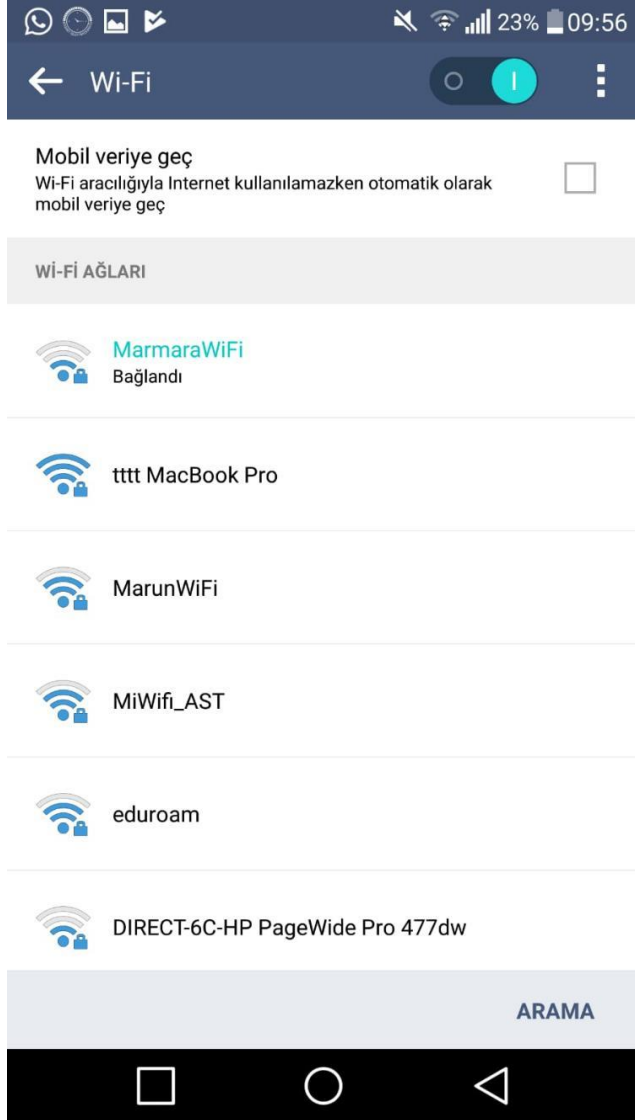 23% 09:56
Wi-Fi
Mobil veriye geç
Wi-Fi aracılığıyla Internet kullanılamazken otomatik olarak
mobil veriye geç
Wİ-Fİ AĞLARI
MarmaraWiFi
Bağlandı
tttt MacBook Pro
MarunWiFi
MiWifi_AST
eduroam
DIRECT-6C-HP PageWide Pro 477dw
ARAMA